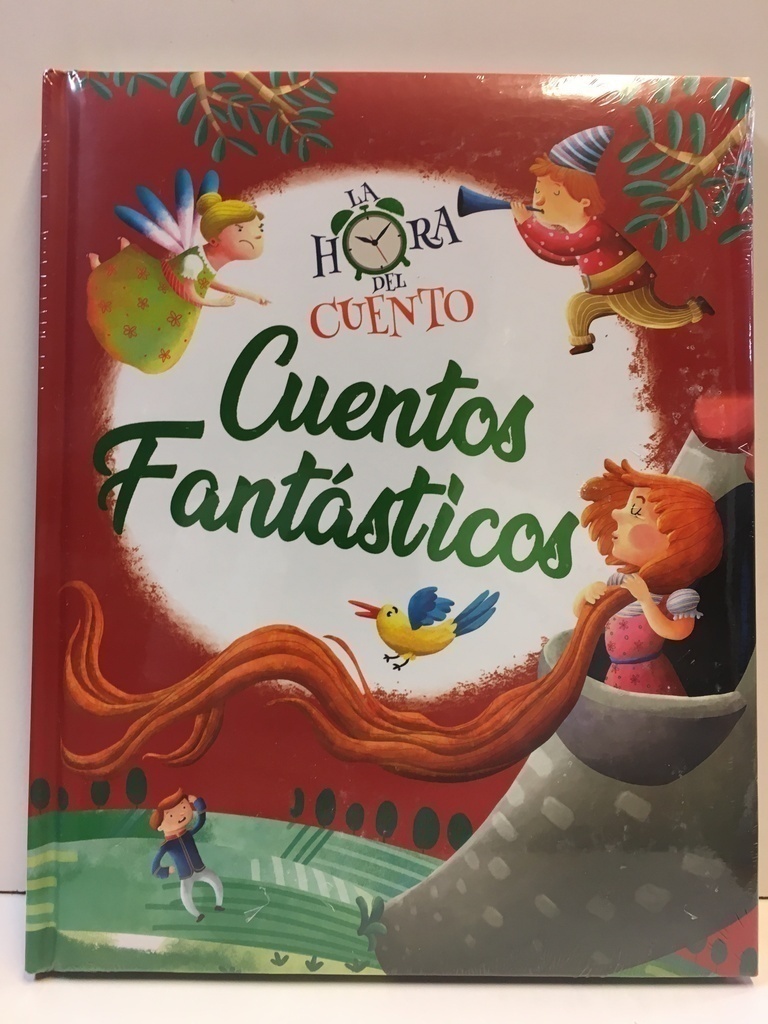 LA
HORA
DEL
CUENTO
Cuentos
Fantásticos